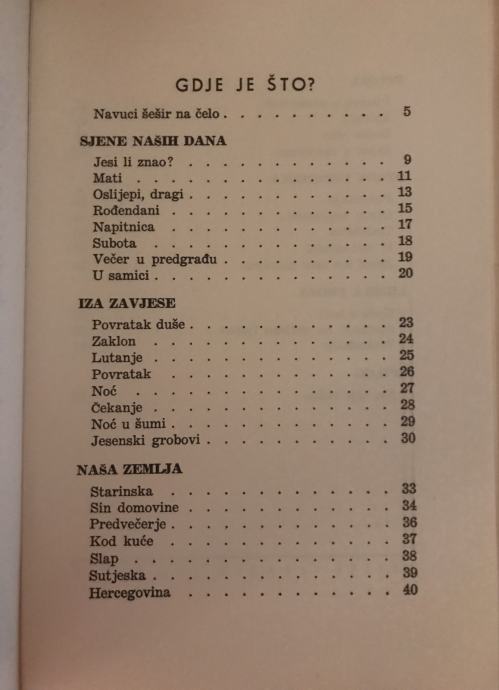 GDJE JE ŠTO?
Navuci šešir na čelo . . . . . . . . . . 5
SJENE NAŠIH DANA
Jesi li znao? . . . . . . . . . . . . 9
Mati . . . . . . . . . . . . . . 11
Oslijepi, dragi . . . . . . . . . . . . 13
Rođendani . . . . . . . . . . . . . 15
Napitnica . . . . . . . . . . . . . 17
Subota . . . . . . . . . . . . . 18
Večer u predgrađu . . . . . . . . . . 19
U samici . . . . . . . . . . . . . 20
IZA ZAVJESE
Povratak duše . . . . . . . . . . . . 23
Zaklon . . . . . . . . . . . . . 24
Lutanje . . . . . . . . . . . . . 25
Povratak . . . . . . . . . . . . . 26
Noć . . . . . . . . . . . . . . 27
Čekanje . . . . . . . . . . . . . 28
Noć u šumi . . . . . . . . . . . . 29
Jesenski grobovi . . . . . . . . . . . 30
NAŠA ZEMLJA
Starinska . . . . . . . . . . . . . 33
Sin domovine . . . . . . . . . . . . 34
Predvečerje . . . . . . . . . . . . . 36
Kod kuće . . . . . . . . . . . . . 37
Slap . . . . . . . . . . . . . . 38
Sutjeska . . . . . . . . . . . . . . 39
Hercegovina . . . . . . . . . . . . 40